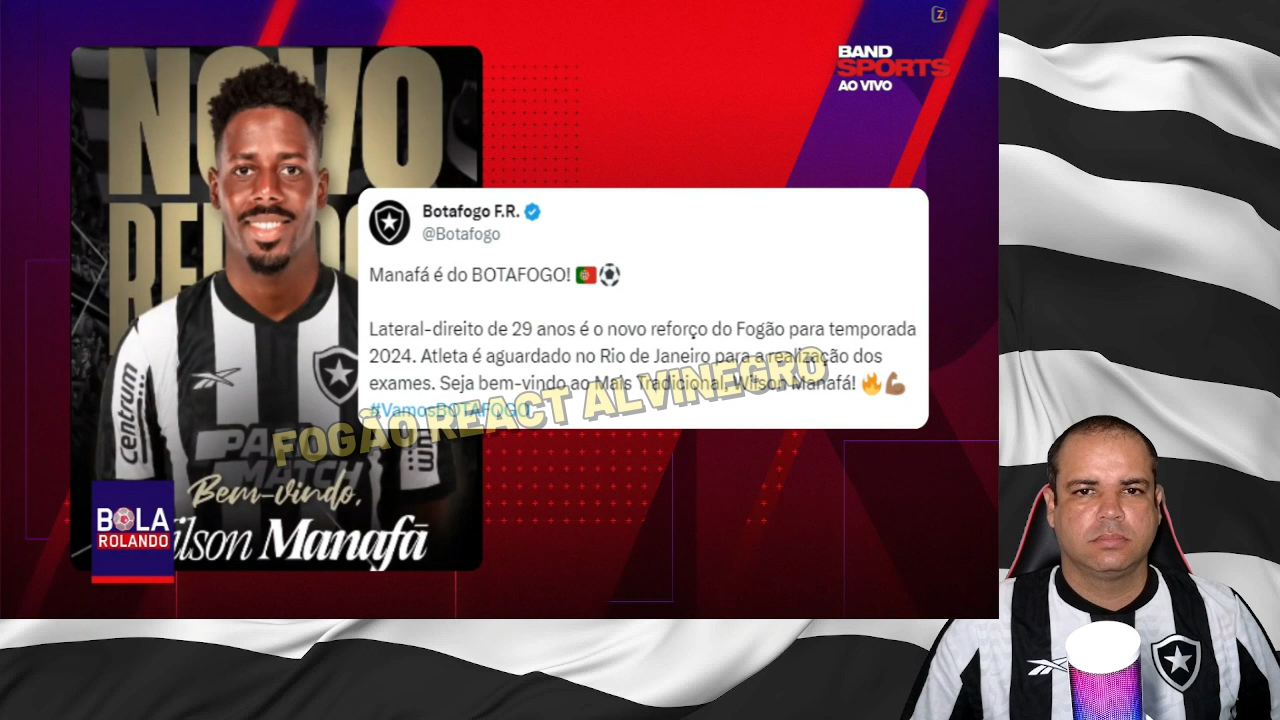 NOVO
BAND
SPORTS
AO VIVO
Botafogo F.R.
@Botafogo
Manafá é do BOTAFOGO!
Lateral-direito de 29 anos é o novo reforço do Fogão para temporada
2024. Atleta é aguardado no Rio de Janeiro para a realização dos
exames. Seja bem-vindo ao Mais Tradicional, Wilson Manafá!
#VamosBOTAFOGO
FOGÃO REACT ALVINEGRO
centrum
MATCH
Bem-vindo,
Wilson Manafá
BOLA
ROLANDO